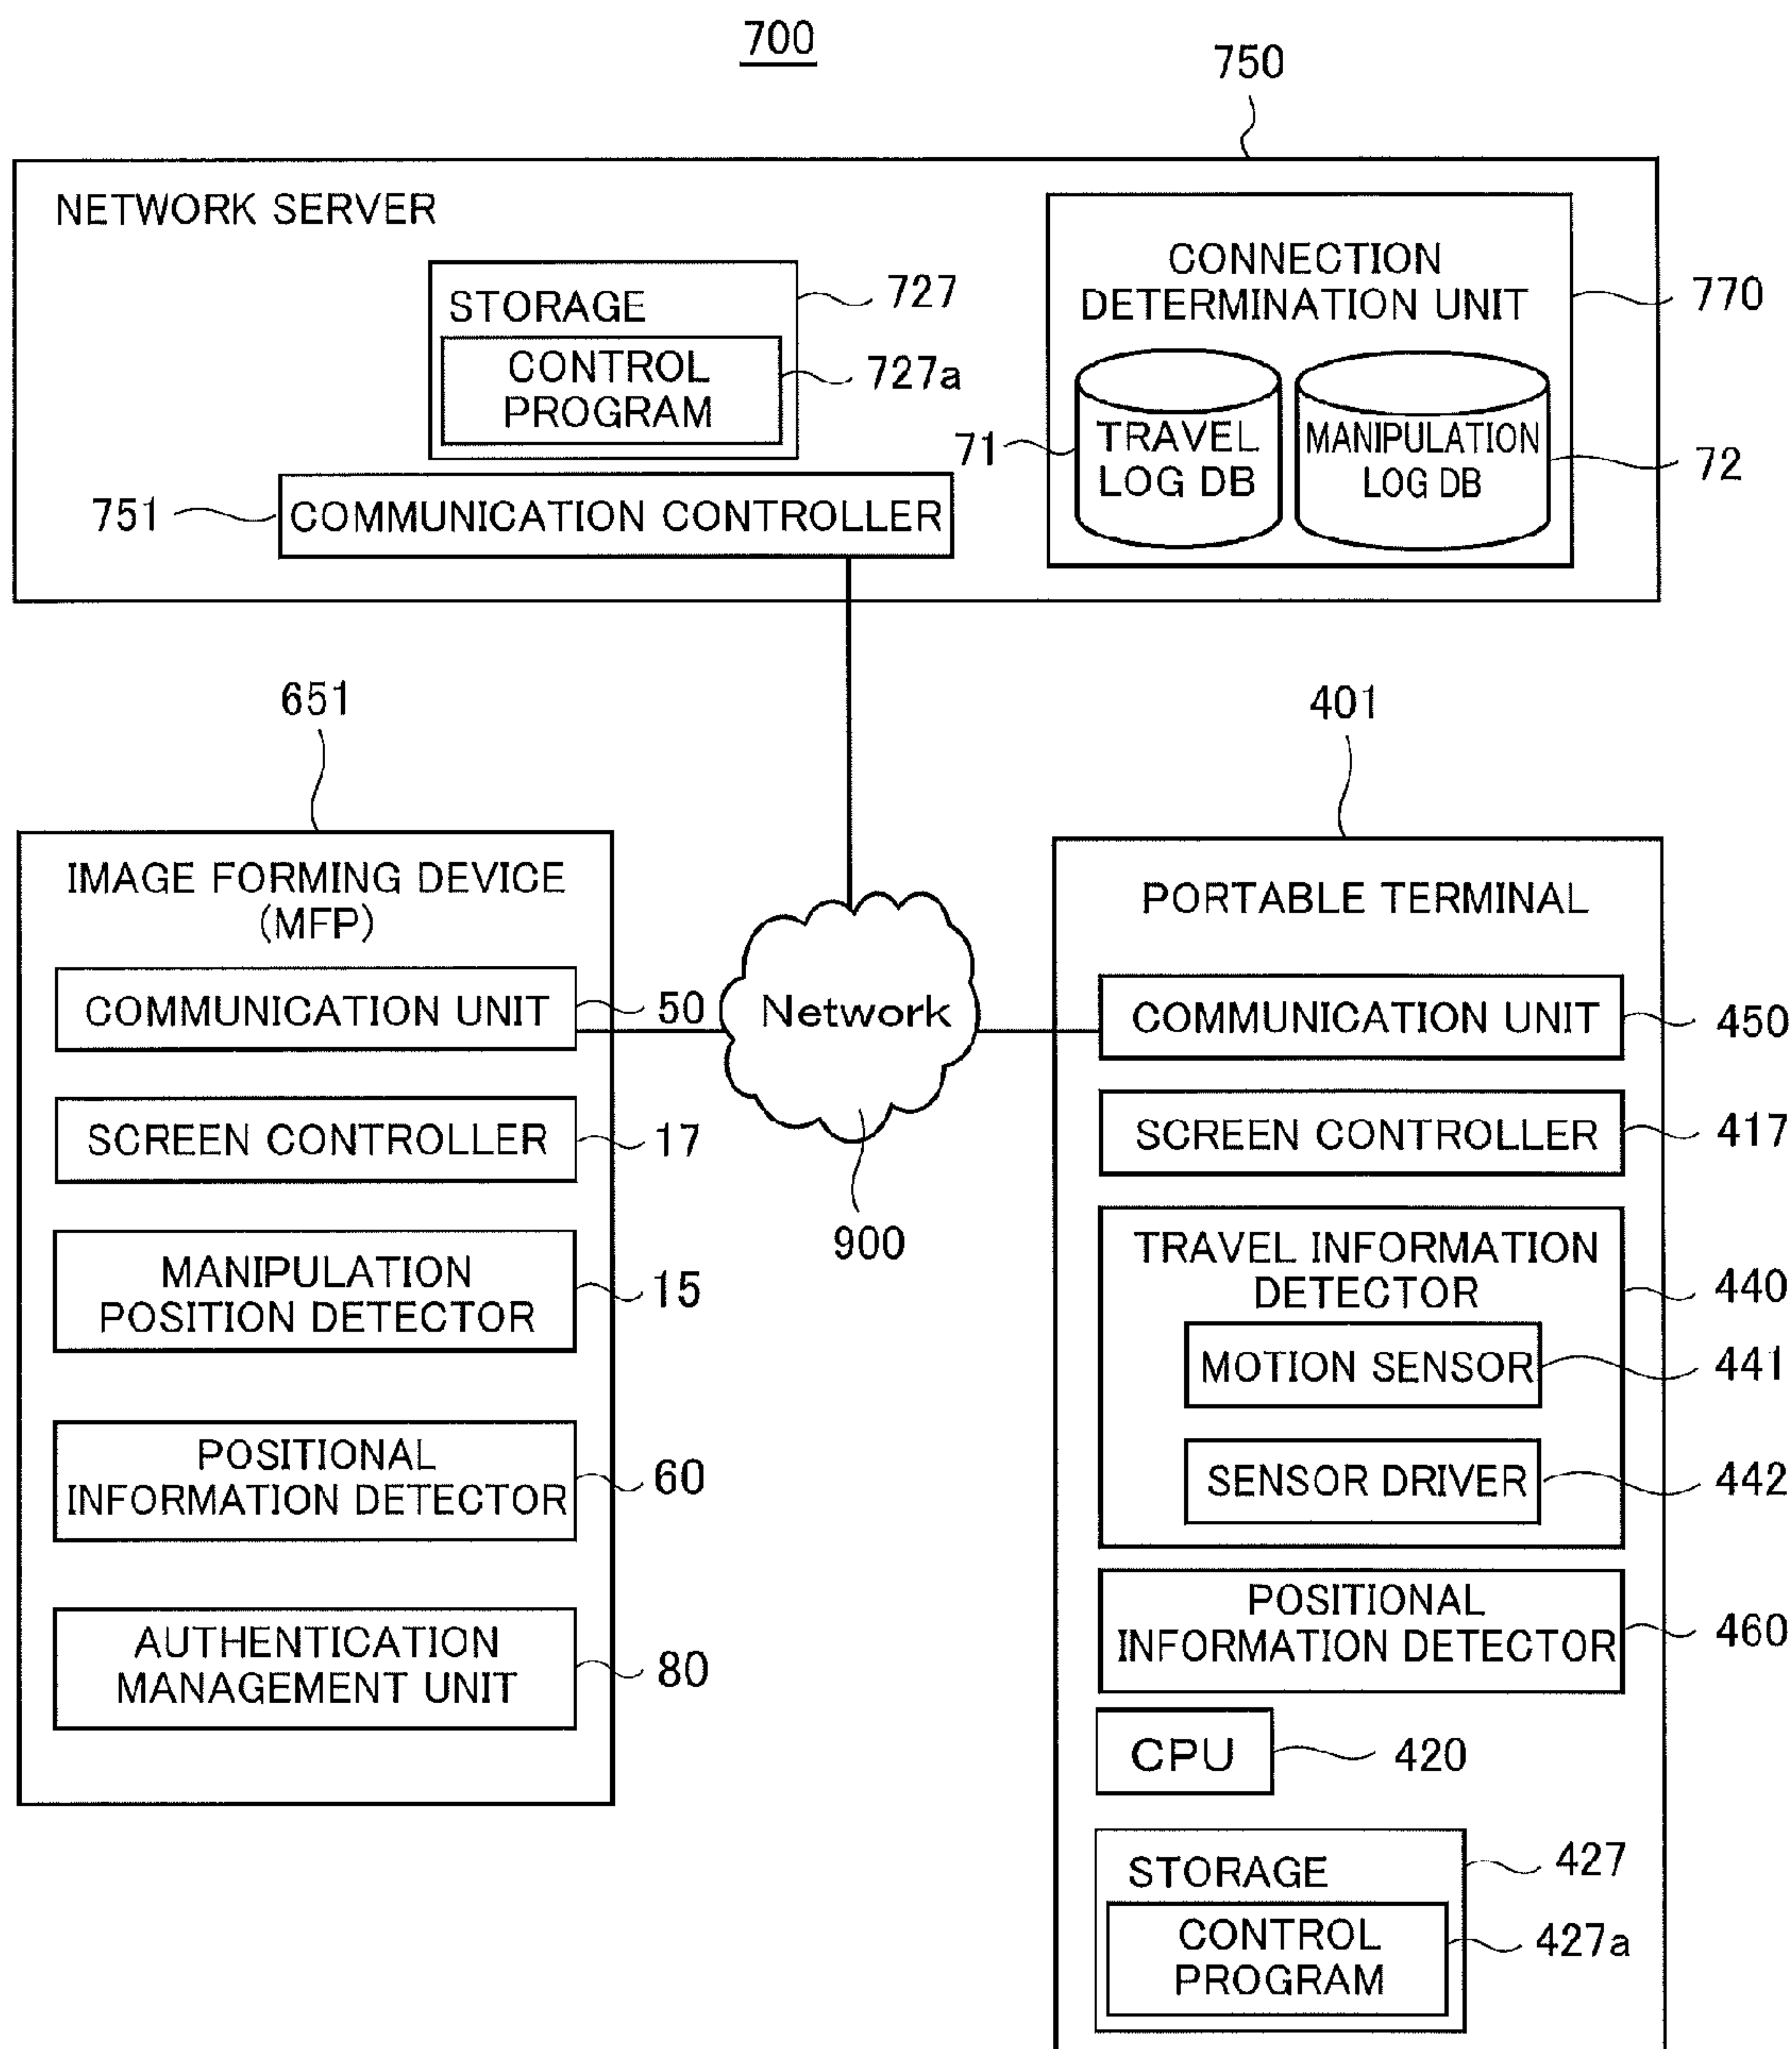 700
750
NETWORK SERVER
STORAGE
727
CONTROL
PROGRAM
727a
751
COMMUNICATION CONTROLLER
CONNECTION
DETERMINATION UNIT
770
71
TRAVEL
LOG DB
MANIPULATION
LOG DB
72
651
IMAGE FORMING DEVICE
(MFP)
COMMUNICATION UNIT
50
SCREEN CONTROLLER
17
MANIPULATION
POSITION DETECTOR
15
POSITIONAL
INFORMATION DETECTOR
60
AUTHENTICATION
MANAGEMENT UNIT
80
Network
900
401
PORTABLE TERMINAL
COMMUNICATION UNIT
450
SCREEN CONTROLLER
417
TRAVEL INFORMATION
DETECTOR
440
MOTION SENSOR
441
SENSOR DRIVER
442
POSITIONAL
INFORMATION DETECTOR
460
CPU
420
STORAGE
427
CONTROL
PROGRAM
427a